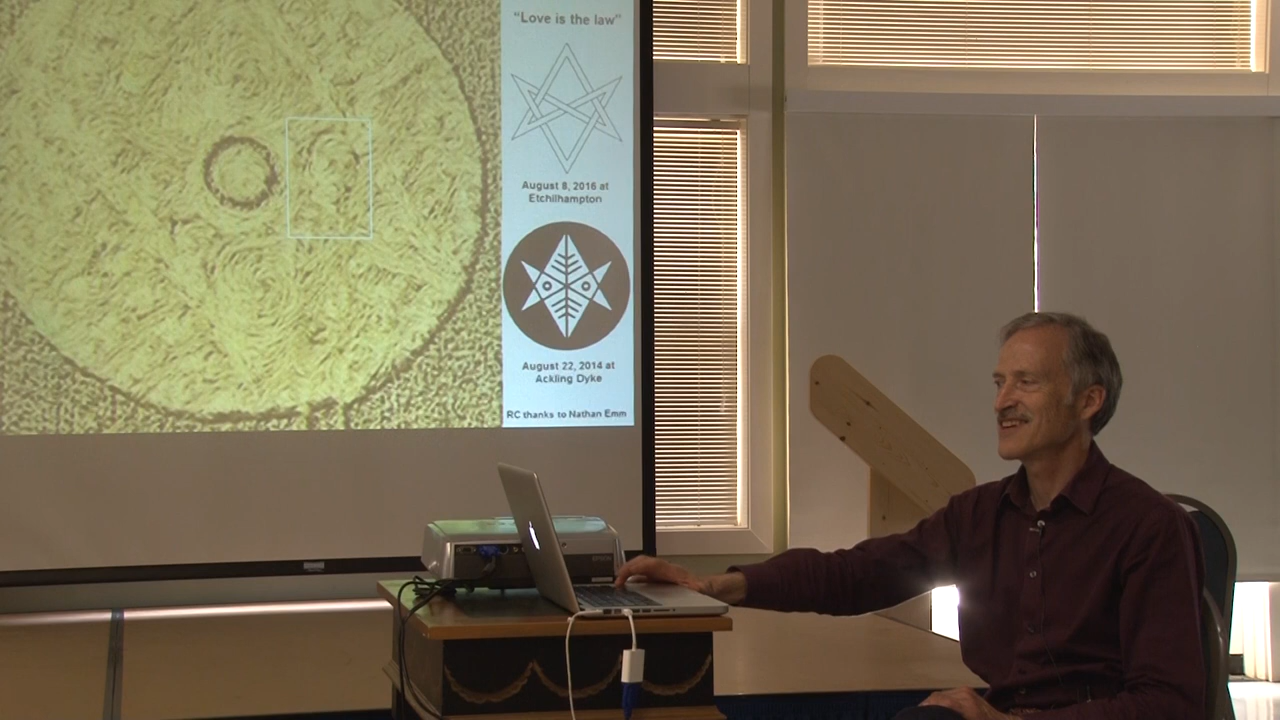 "Love is the law"
August 8, 2016 at
Etchilhampton
August 22, 2014 at
Ackling Dyke
RC thanks to Nathan Emm
EPSON